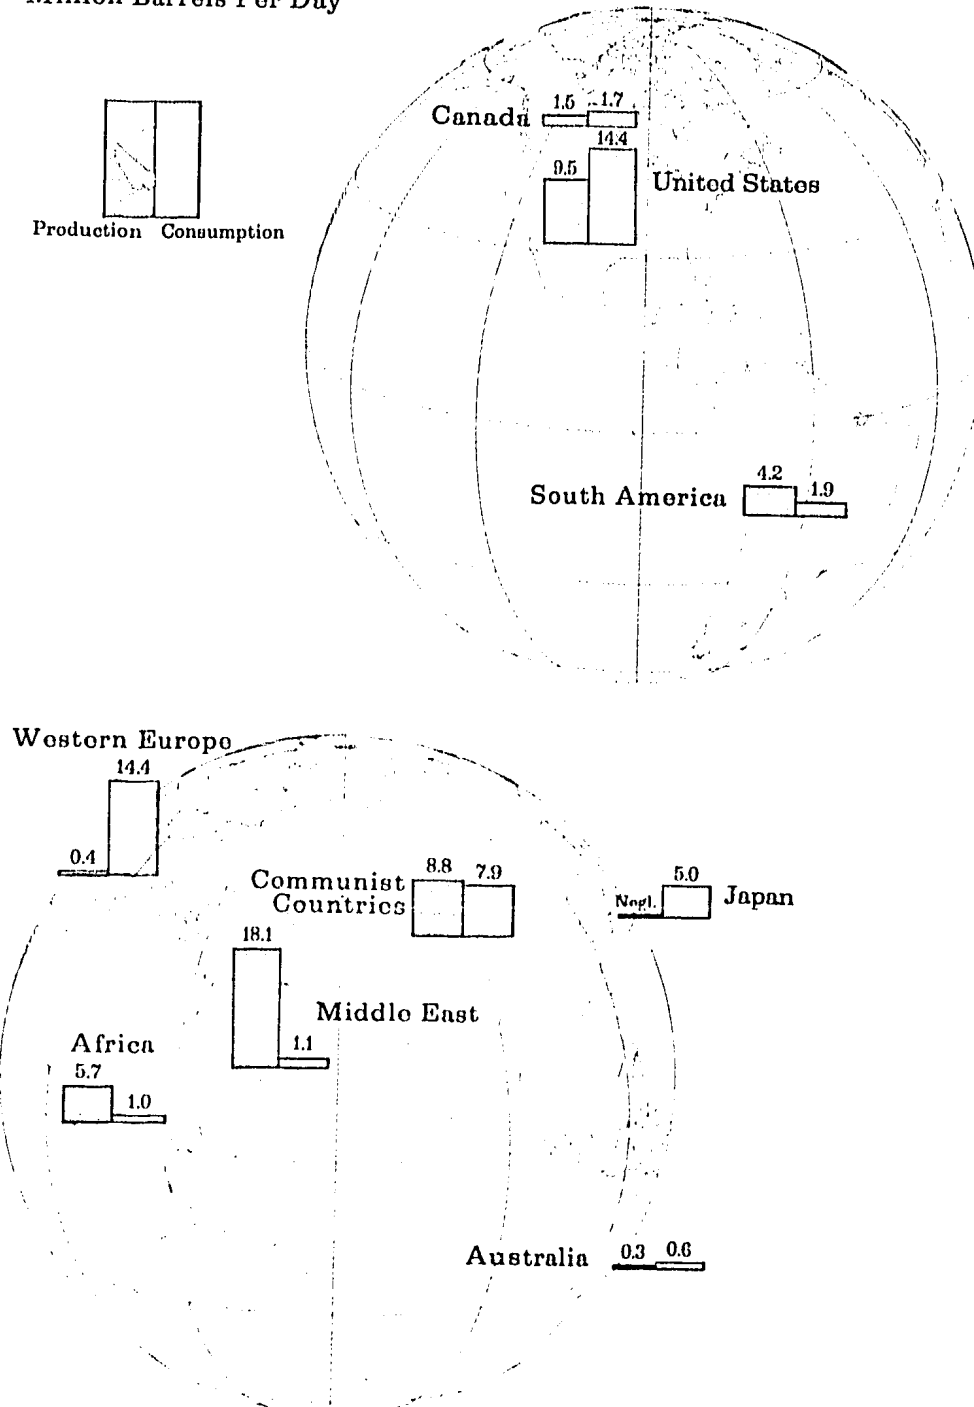 Million Barrels Per Day
Production Consumption
Canada 1.5 1.7
14.4
9.5
United States
South America 4.2 1.9
Western Europe
14.4
0.4
Communist
Countries
8.8 7.9
Negl. 5.0 Japan
18.1
Middle East
1.1
Africa
5.7
1.0
Australia 0.3 0.6